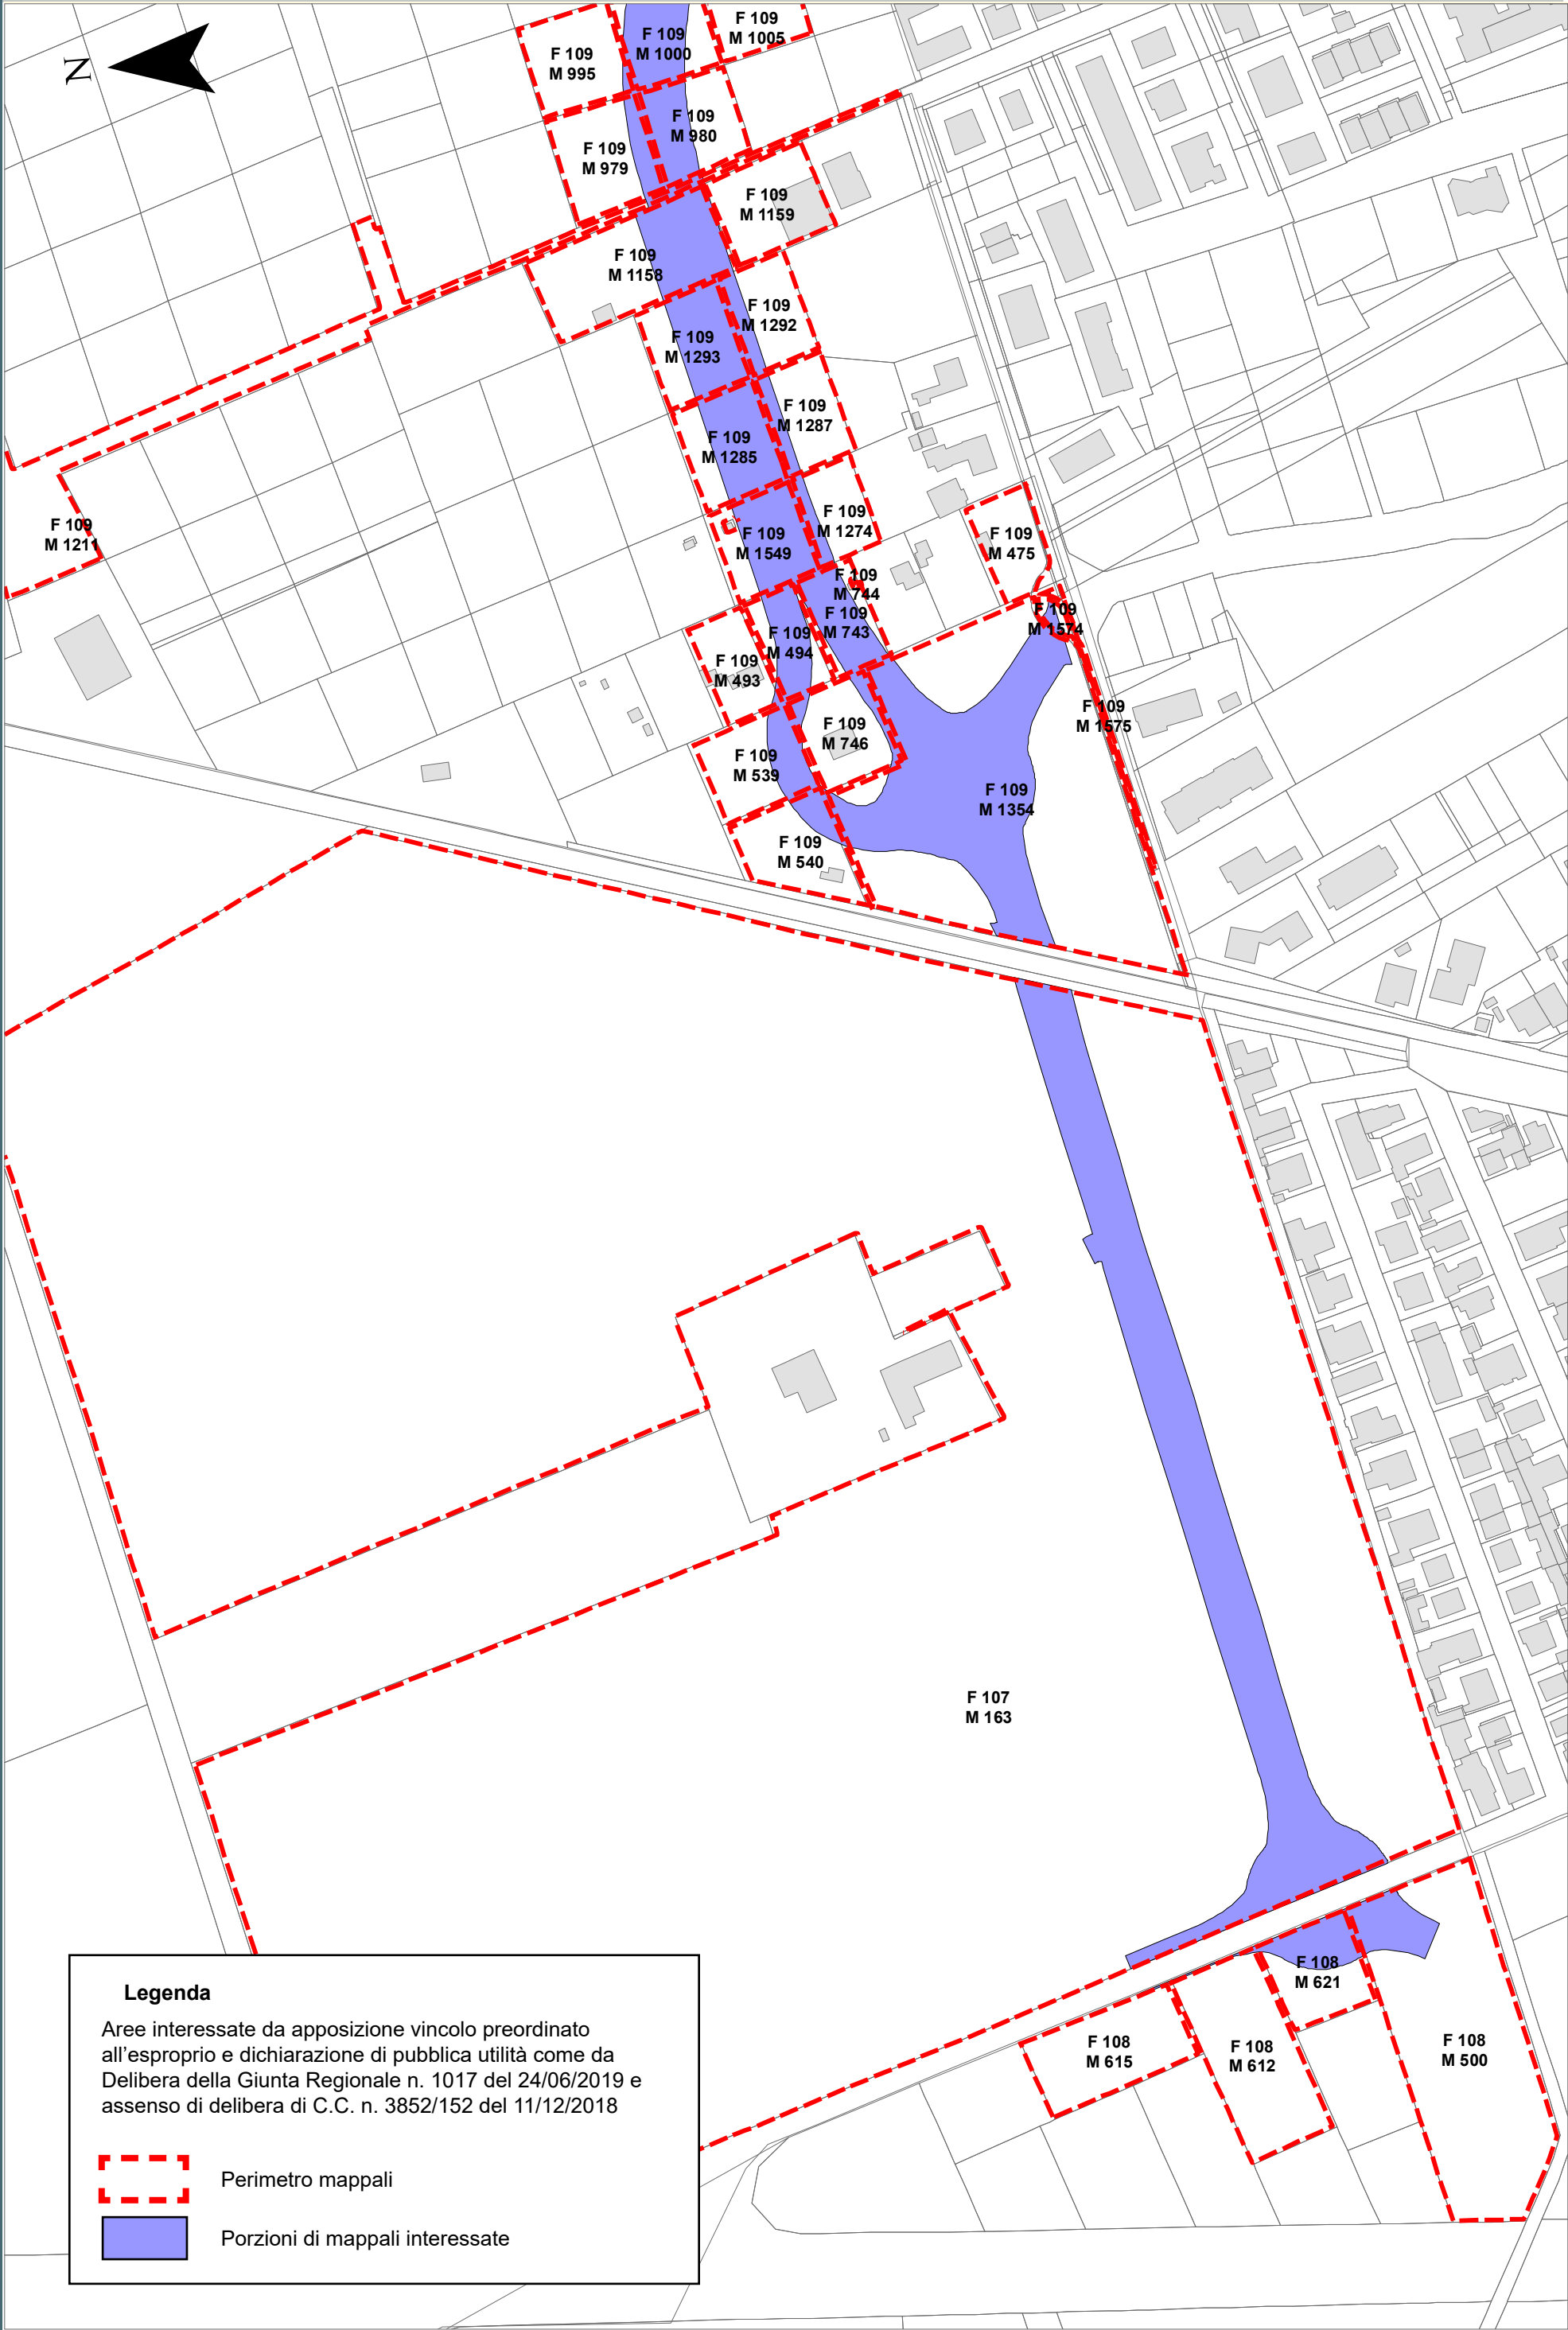 N
F 109
M 995
F 109
M 1000
F 109
M 1005
F 109
M 980
F 109
M 979
F 109
M 1159
F 109
M 1158
F 109
M 1292
F 109
M 1293
F 109
M 1287
F 109
M 1285
F 109
M 1211
F 109
M 1274
F 109
M 1549
F 109
M 475
F 109
M 744
F 109
M 743
F 109
M 1574
F 109
M 494
F 109
M 493
F 109
M 1575
F 109
M 746
F 109
M 539
F 109
M 1354
F 109
M 540
F 107
M 163
F 108
M 621
F 108
M 615
F 108
M 612
F 108
M 500
Legenda
Aree interessate da apposizione vincolo preordinato
all'esproprio e dichiarazione di pubblica utilità come da
Delibera della Giunta Regionale n. 1017 del 24/06/2019 e
assenso di delibera di C.C. n. 3852/152 del 11/12/2018
Perimetro mappali
Porzioni di mappali interessate